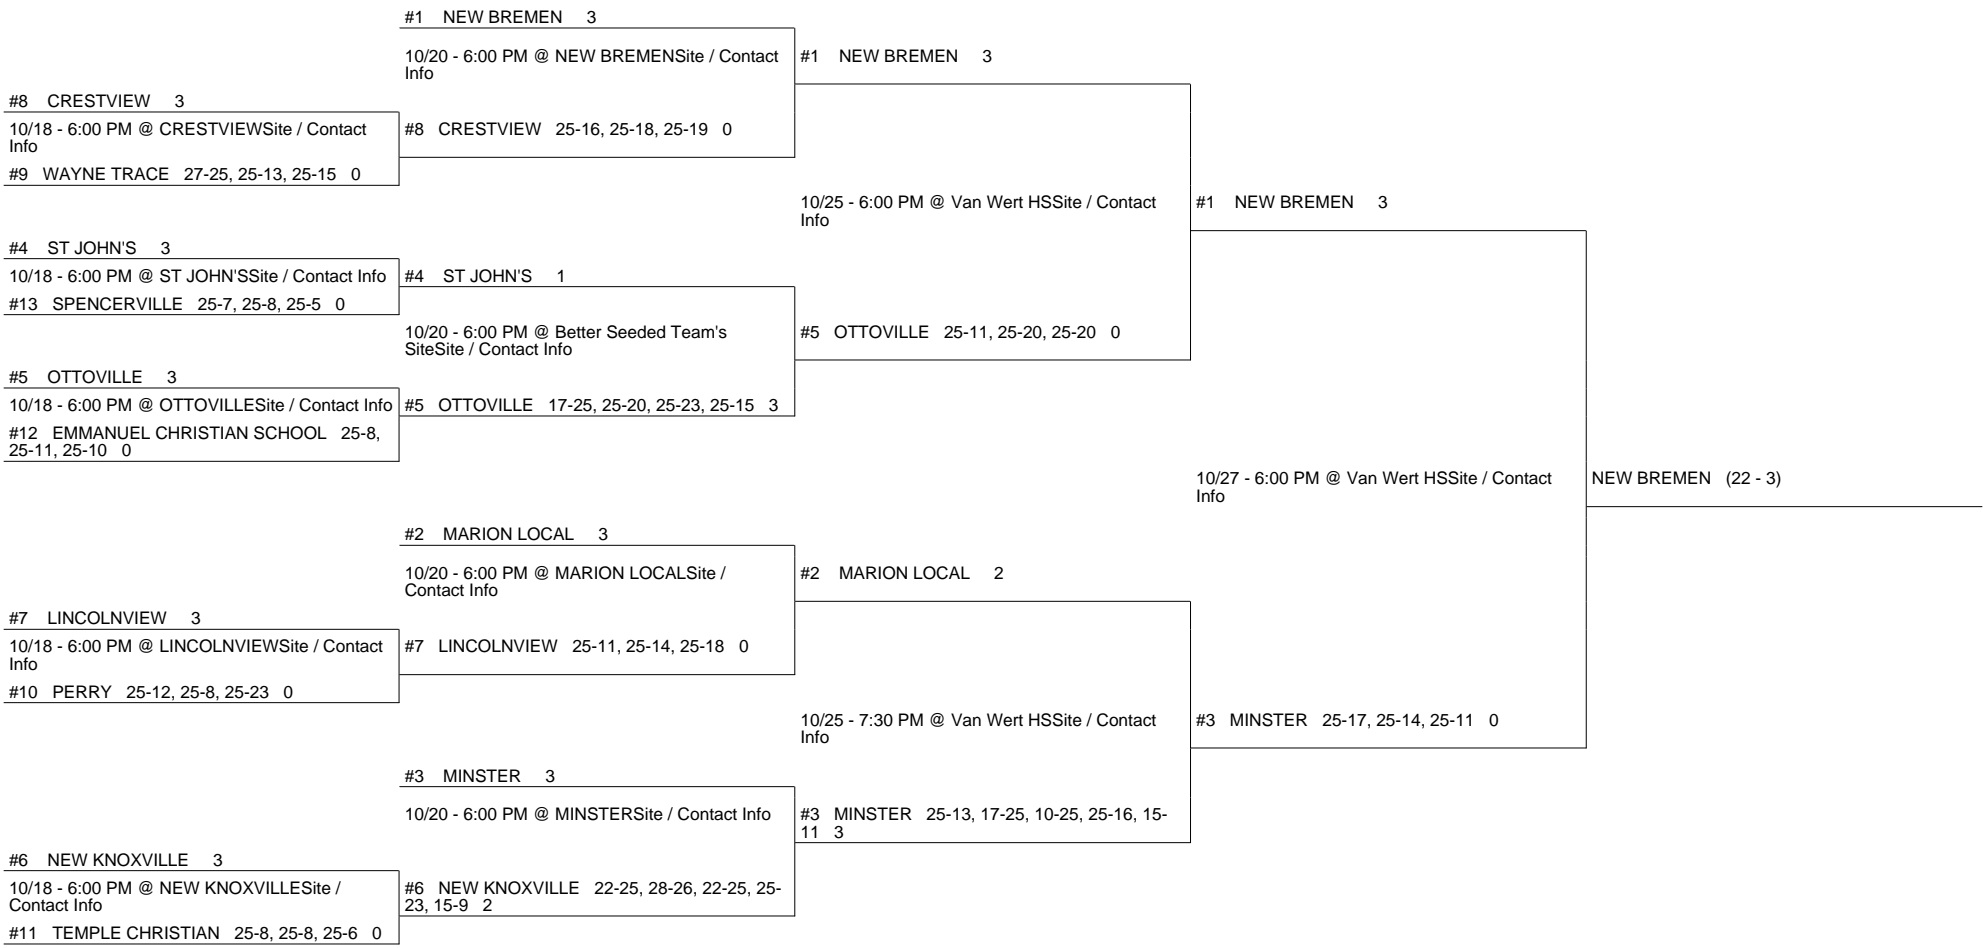 #1 NEW BREMEN 3
10/20 - 6:00 PM @ NEW BREMENSite / Contact
Info
#8 CRESTVIEW 25-16, 25-18, 25-19 0
#8 CRESTVIEW 3
10/18 - 6:00 PM @ CRESTVIEWSite / Contact
Info
#9 WAYNE TRACE 27-25, 25-13, 25-15 0
#4 ST JOHN'S 3
10/18 - 6:00 PM @ ST JOHN'SSite / Contact Info
#13 SPENCERVILLE 25-7, 25-8, 25-5 0
#4 ST JOHN'S 1
10/20 - 6:00 PM @ Better Seeded Team's
SiteSite / Contact Info
#5 OTTOVILLE 17-25, 25-20, 25-23, 25-15 3
#5 OTTOVILLE 3
10/18 - 6:00 PM @ OTTOVILLESite / Contact Info
#12 EMMANUEL CHRISTIAN SCHOOL 25-8,
25-11, 25-10 0
#1 NEW BREMEN 3
10/25 - 6:00 PM @ Van Wert HSSite / Contact
Info
#5 OTTOVILLE 25-11, 25-20, 25-20 0
#1 NEW BREMEN 3
10/27 - 6:00 PM @ Van Wert HSSite / Contact
Info
#3 MINSTER 25-17, 25-14, 25-11 0
NEW BREMEN (22 - 3)
#2 MARION LOCAL 3
10/20 - 6:00 PM @ MARION LOCALSite /
Contact Info
#7 LINCOLNVIEW 25-11, 25-14, 25-18 0
#7 LINCOLNVIEW 3
10/18 - 6:00 PM @ LINCOLNVIEWSite / Contact
Info
#10 PERRY 25-12, 25-8, 25-23 0
#2 MARION LOCAL 2
10/25 - 7:30 PM @ Van Wert HSSite / Contact
Info
#3 MINSTER 25-13, 17-25, 10-25, 25-16, 15-
11 3
#3 MINSTER 3
10/20 - 6:00 PM @ MINSTERSite / Contact Info
#6 NEW KNOXVILLE 22-25, 28-26, 22-25, 25-
23, 15-9 2
#6 NEW KNOXVILLE 3
10/18 - 6:00 PM @ NEW KNOXVILLESite /
Contact Info
#11 TEMPLE CHRISTIAN 25-8, 25-8, 25-6 0